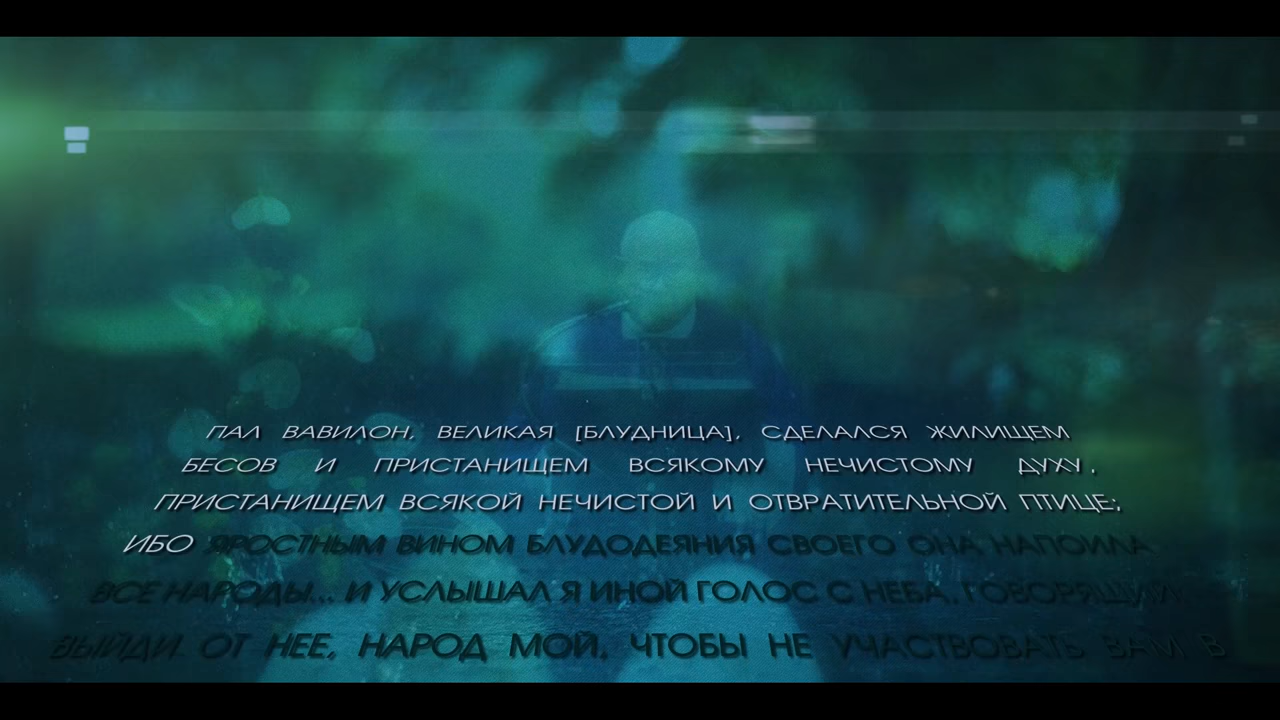 ПАЛ ВАВИЛОН, ВЕЛИКАЯ [БЛУДНИЦА], СДЕЛАЛСЯ ЖИЛИЩЕМ
БЕСОВ И ПРИСТАНИЩЕМ ВСЯКОМУ НЕЧИСТОМУ ДУХУ,
ПРИСТАНИЩЕМ ВСЯКОЙ НЕЧИСТОЙ И ОТВРАТИТЕЛЬНОЙ ПТИЦЕ;
ИБО ЯРОСТНЫМ ВИНОМ БЛУДОДЕЯНИЯ СВОЕГО ОНА НАПОИЛА
ВСЕ НАРОДЫ... И УСЛЫШАЛ Я ИНОЙ ГОЛОС С НЕБА, ГОВОРЯЩИЙ:
ВЫЙДИ ОТ НЕЕ, НАРОД МОЙ, ЧТОБЫ НЕ УЧАСТВОВАТЬ ВАМ В